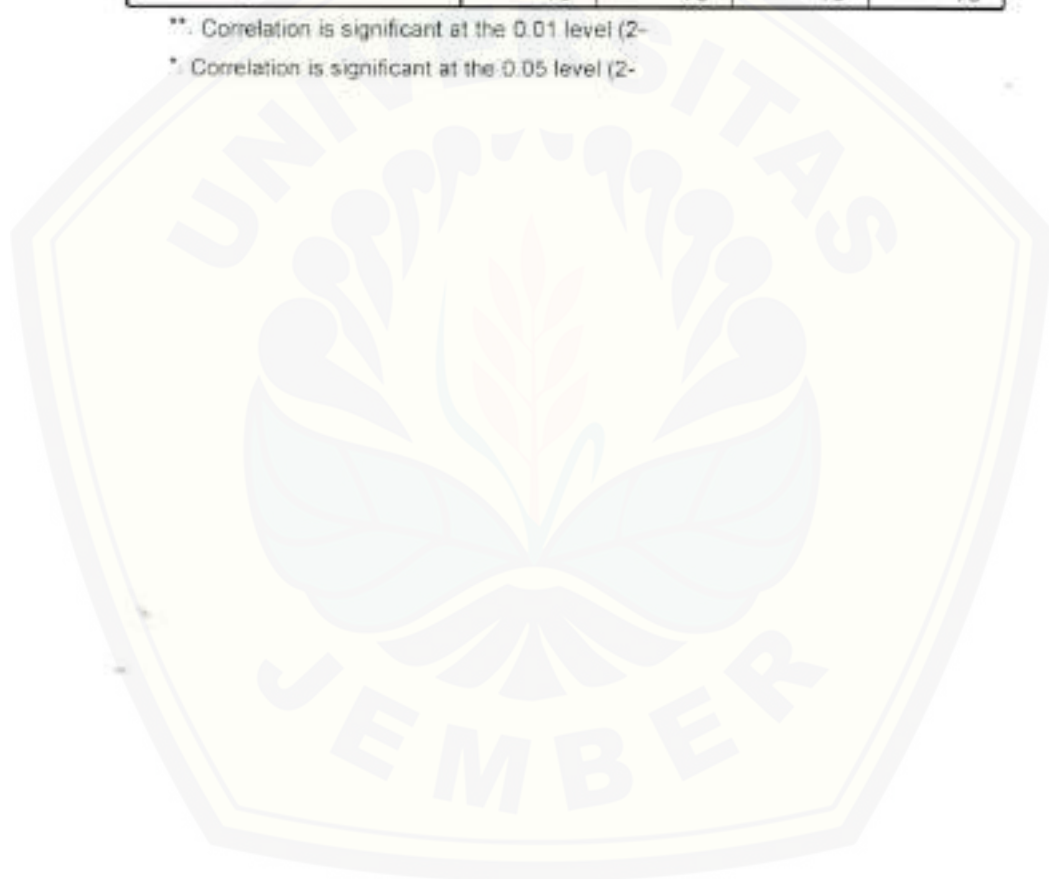 **. Correlation is significant at the 0.01 level (2-
*. Correlation is significant at the 0.05 level (2-
UNIVERSITAS
JEMBER